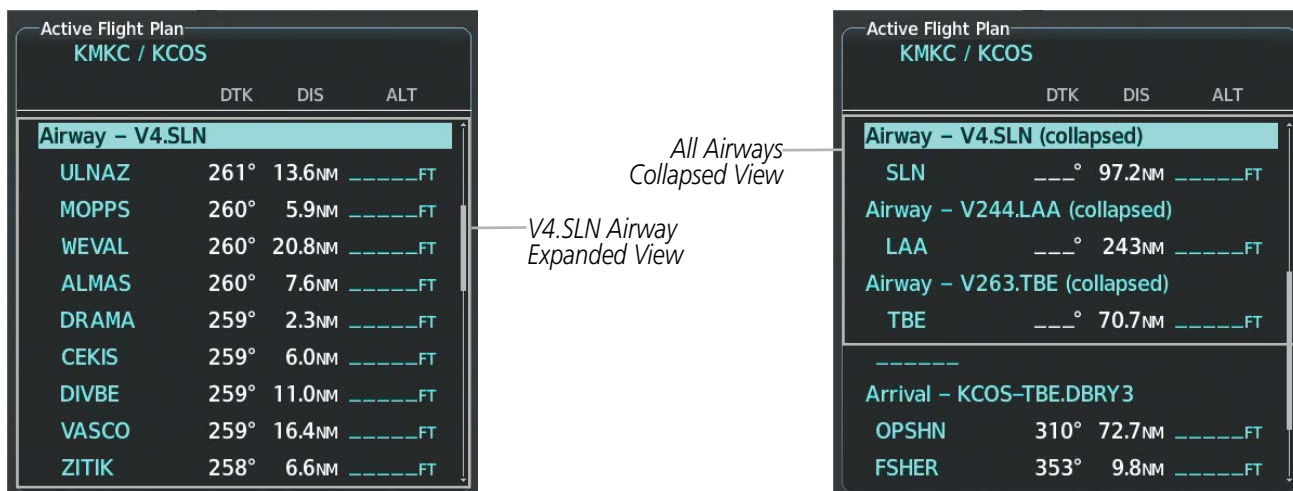 Active Flight Plan
KMKC / KCOS
DTK DIS ALT
Airway – V4.SLN
ULNAZ 261° 13.6NM _____FT
MOPPS 260° 5.9NM _____FT
WEVAL 260° 20.8NM _____FT
ALMAS 260° 7.6NM _____FT
DRAMA 259° 2.3NM _____FT
CEKIS 259° 6.0NM _____FT
DIVBE 259° 11.0NM _____FT
VASCO 259° 16.4NM _____FT
ZITIK 258° 6.6NM _____FT
V4.SLN Airway
Expanded View
All Airways
Collapsed View
Active Flight Plan
KMKC / KCOS
DTK DIS ALT
Airway – V4.SLN (collapsed)
SLN ___° 97.2NM _____FT
Airway – V244.LAA (collapsed)
LAA ___° 243NM _____FT
Airway – V263.TBE (collapsed)
TBE ___° 70.7NM _____FT
______
Arrival – KCOS–TBE.DBRY3
OPSHN 310° 72.7NM _____FT
FSHER 353° 9.8NM _____FT